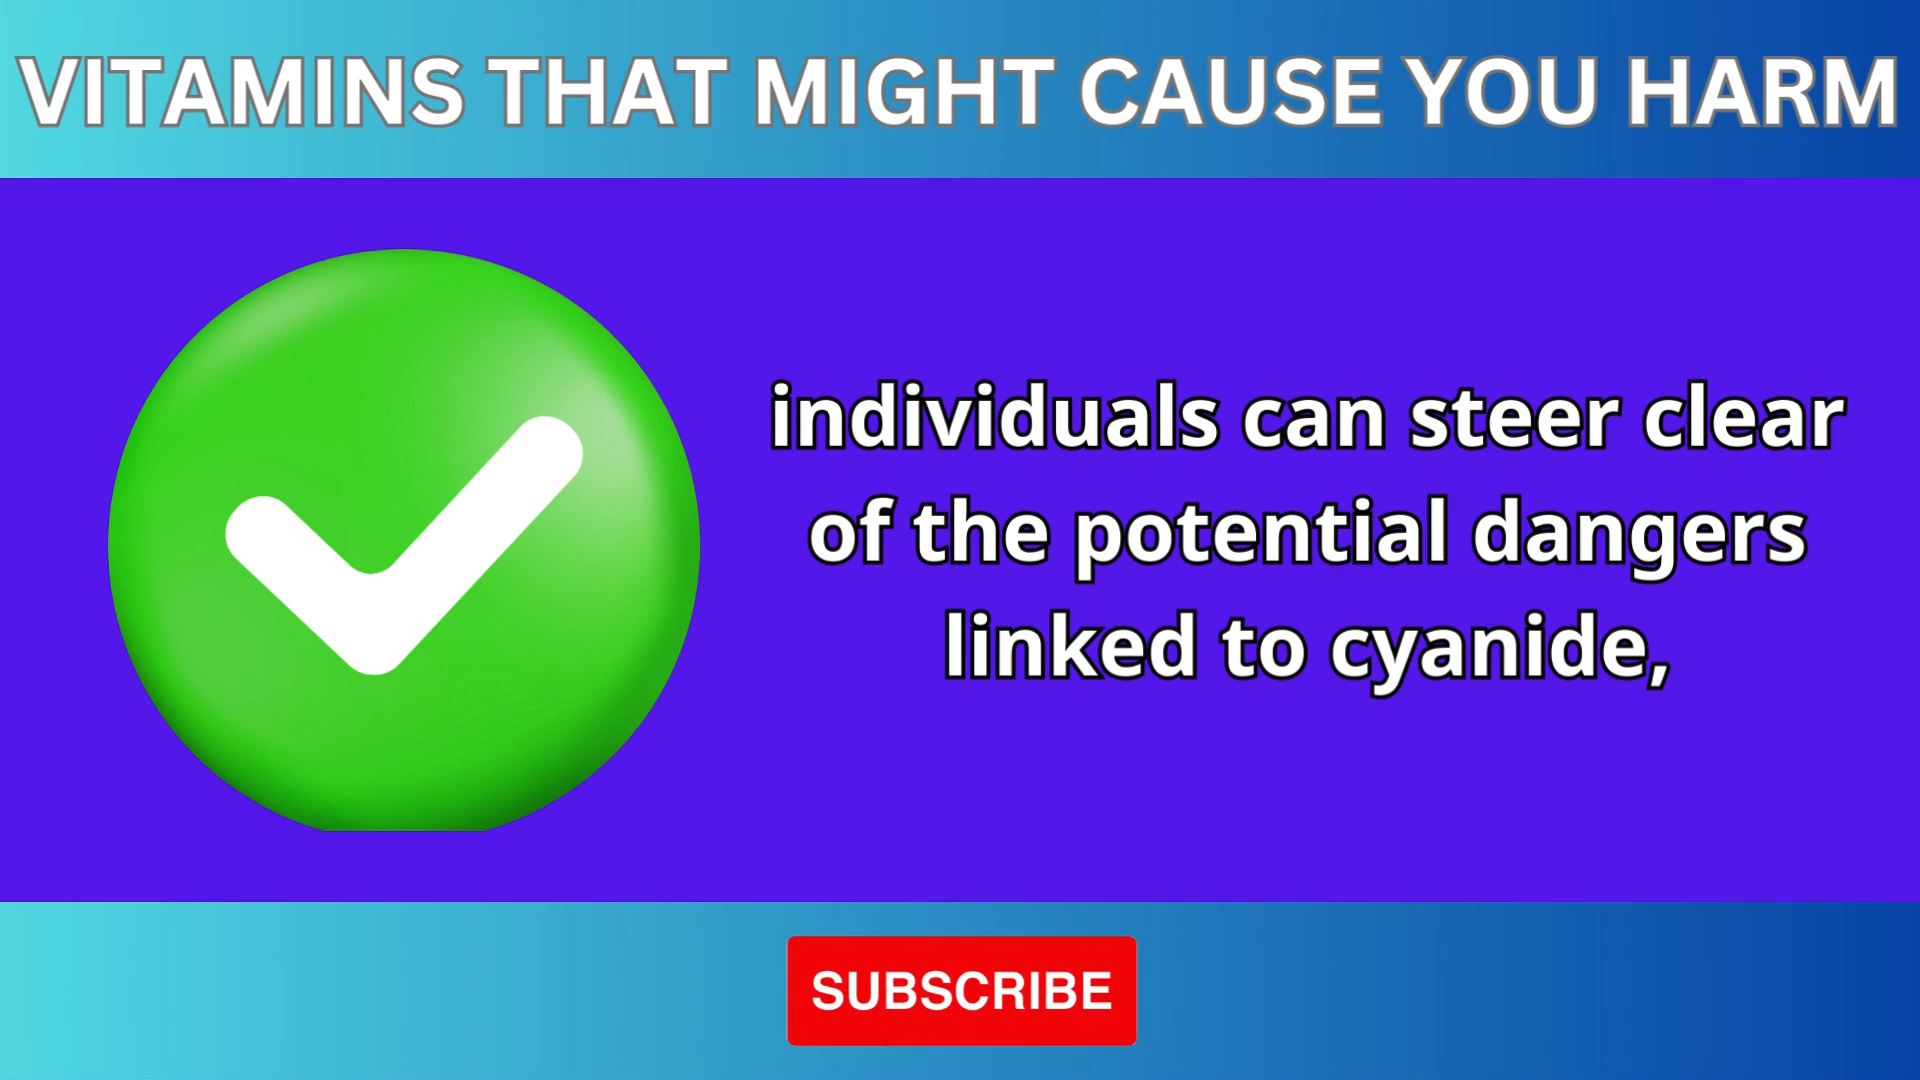 VITAMINS THAT MIGHT CAUSE YOU HARM
individuals can steer clear
of the potential dangers
linked to cyanide,
SUBSCRIBE